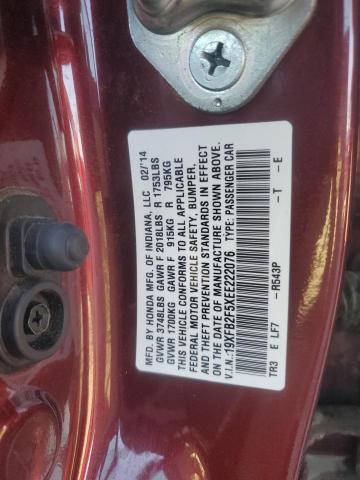 MFD. BY HONDA MFG. OF INDIANA, LLC 02/'14
GVWR 3748LBS GAWR F 2018LBS R 1753LBS
GVWR 1700KG GAWR F 915KG R 795KG
THIS VEHICLE CONFORMS TO ALL APPLICABLE
FEDERAL MOTOR VEHICLE SAFETY, BUMPER,
AND THEFT PREVENTION STANDARDS IN EFFECT
ON THE DATE OF MANUFACTURE SHOWN ABOVE.
V.I.N.:19XFB2F5XEE222076 TYPE: PASSENGER CAR
TR3 E LF7 -R543P -T -E